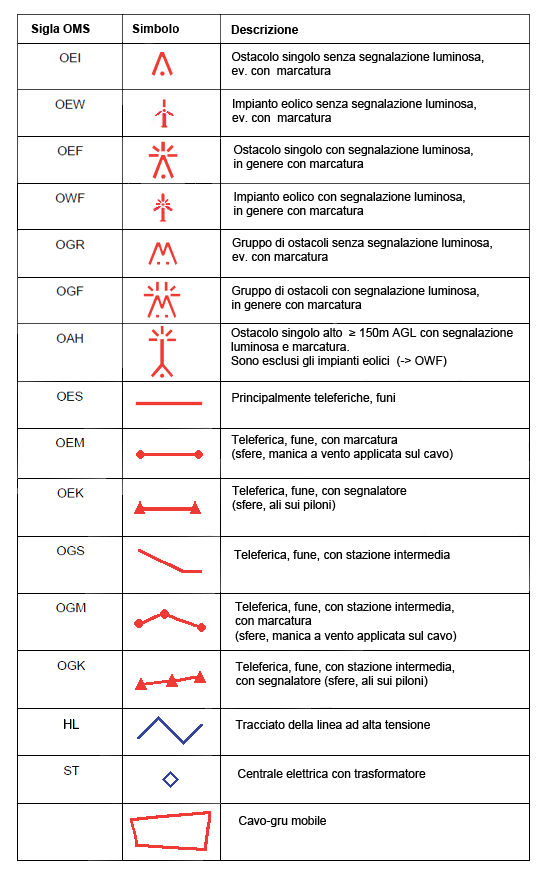 Sigla OMS Simbolo Descrizione
OEI Ostacolo singolo senza segnalazione luminosa,
ev. con marcatura
OEW Impianto eolico senza segnalazione luminosa,
ev. con marcatura
OEF Ostacolo singolo con segnalazione luminosa,
in genere con marcatura
OWF Impianto eolico con segnalazione luminosa,
in genere con marcatura
OGR Gruppo di ostacoli senza segnalazione luminosa,
ev. con marcatura
OGF Gruppo di ostacoli con segnalazione luminosa,
in genere con marcatura
OAH Ostacolo singolo alto ≥ 150m AGL con segnalazione
luminosa e marcatura.
Sono esclusi gli impianti eolici (-> OWF)
OES Principalmente teleferiche, funi
OEM Teleferica, fune, con marcatura
(sfere, manica a vento applicata sul cavo)
OEK Teleferica, fune, con segnalatore
(sfere, ali sui piloni)
OGS Teleferica, fune, con stazione intermedia
OGM Teleferica, fune, con stazione intermedia,
con marcatura
(sfere, manica a vento applicata sul cavo)
OGK Teleferica, fune, con stazione intermedia,
con segnalatore (sfere, ali sui piloni)
HL Tracciato della linea ad alta tensione
ST Centrale elettrica con trasformatore
Cavo-gru mobile